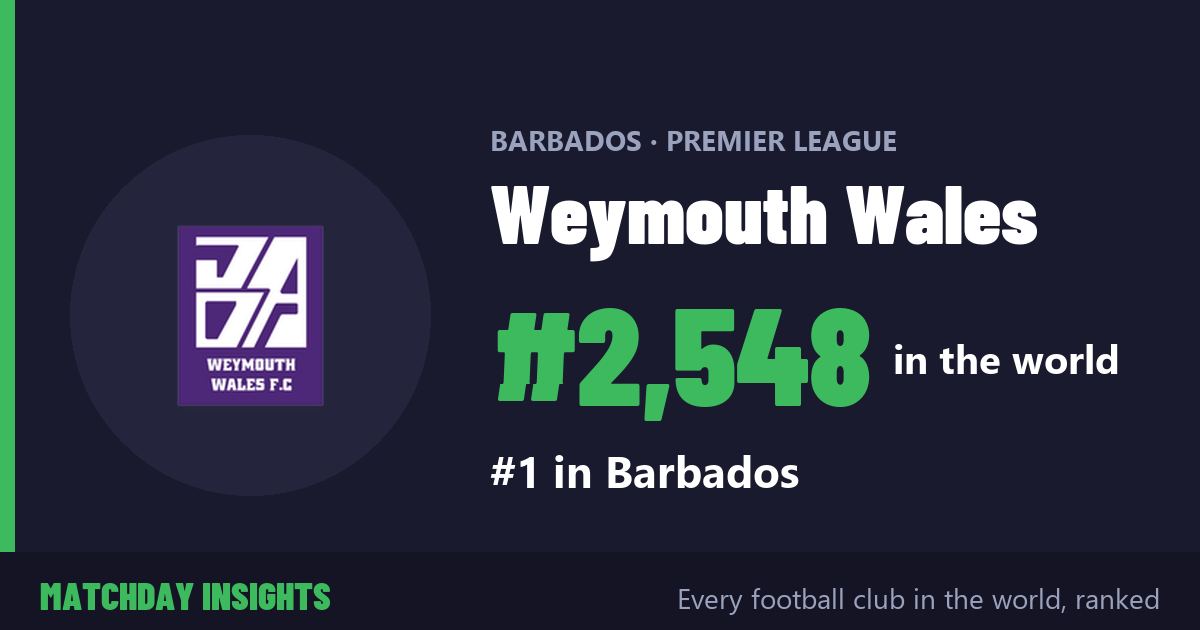 BARBADOS · PREMIER LEAGUE
Weymouth Wales
#2,548 in the world
#1 in Barbados
WEYMOUTH
WALES F.C
MATCHDAY INSIGHTS
Every football club in the world, ranked